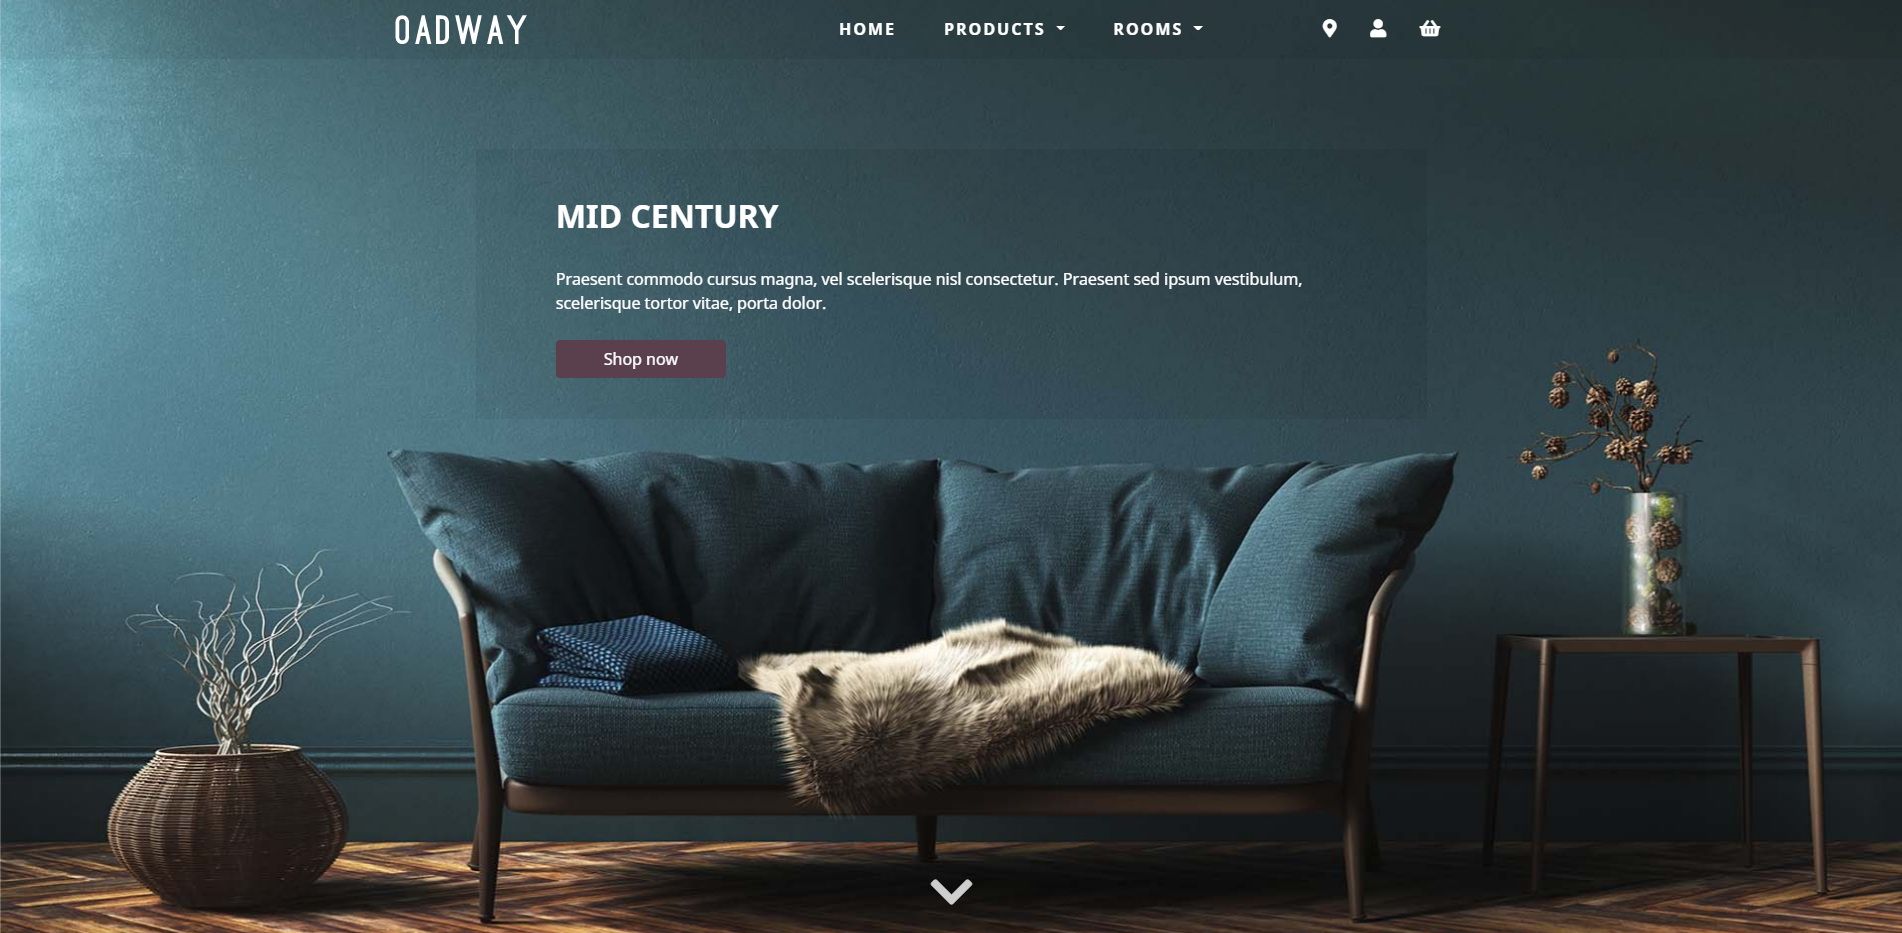 OADWAY
HOME PRODUCTS ROOMS
MID CENTURY
Praesent commodo cursus magna, vel scelerisque nisl consectetur. Praesent sed ipsum vestibulum,
scelerisque tortor vitae, porta dolor.
Shop now